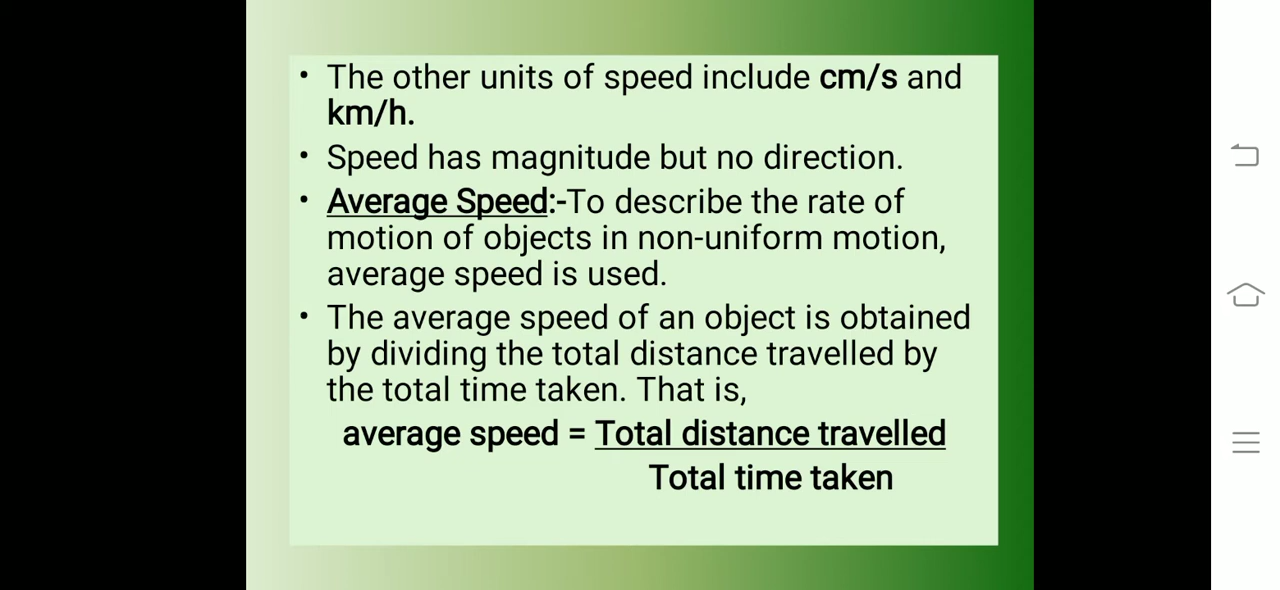 • The other units of speed include cm/s and
km/h.
• Speed has magnitude but no direction.
• Average Speed:-To describe the rate of
motion of objects in non-uniform motion,
average speed is used.
• The average speed of an object is obtained
by dividing the total distance travelled by
the total time taken. That is,
average speed = Total distance travelled
Total time taken